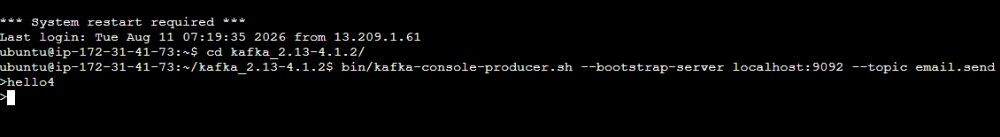 *** System restart required ***
Last login: Tue Aug 11 07:19:35 2026 from 13.209.1.61
ubuntu@ip-172-31-41-73:~$ cd kafka_2.13-4.1.2/
ubuntu@ip-172-31-41-73:~/kafka_2.13-4.1.2$ bin/kafka-console-producer.sh --bootstrap-server localhost:9092 --topic email.send
>hello4
>